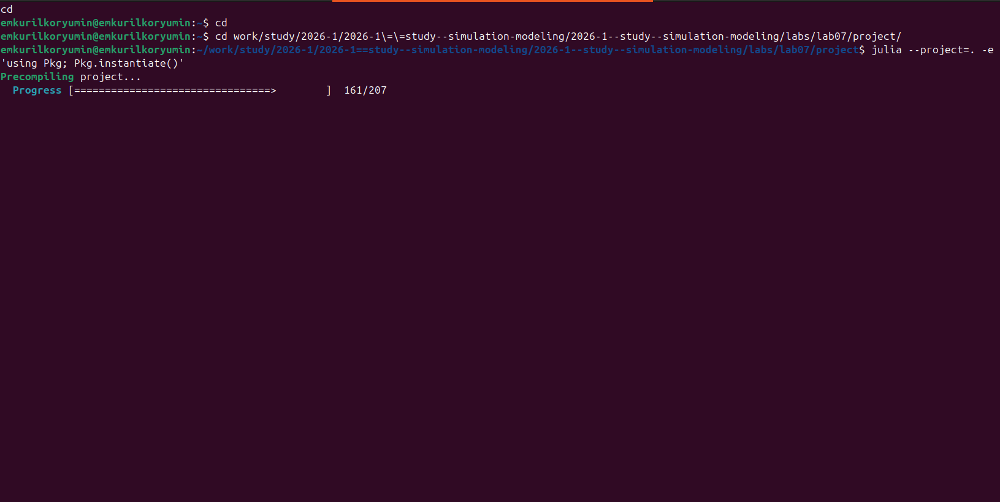 cd
emkurilkoryumin@emkurilkoryumin:~$ cd
emkurilkoryumin@emkurilkoryumin:~$ cd work/study/2026-1/2026-1\=\=study--simulation-modeling/2026-1--study--simulation-modeling/labs/lab07/project/
emkurilkoryumin@emkurilkoryumin:~/work/study/2026-1/2026-1==study--simulation-modeling/2026-1--study--simulation-modeling/labs/lab07/project$ julia --project=. -e
'using Pkg; Pkg.instantiate()'
Precompiling project...
  Progress [================================>        ]  161/207